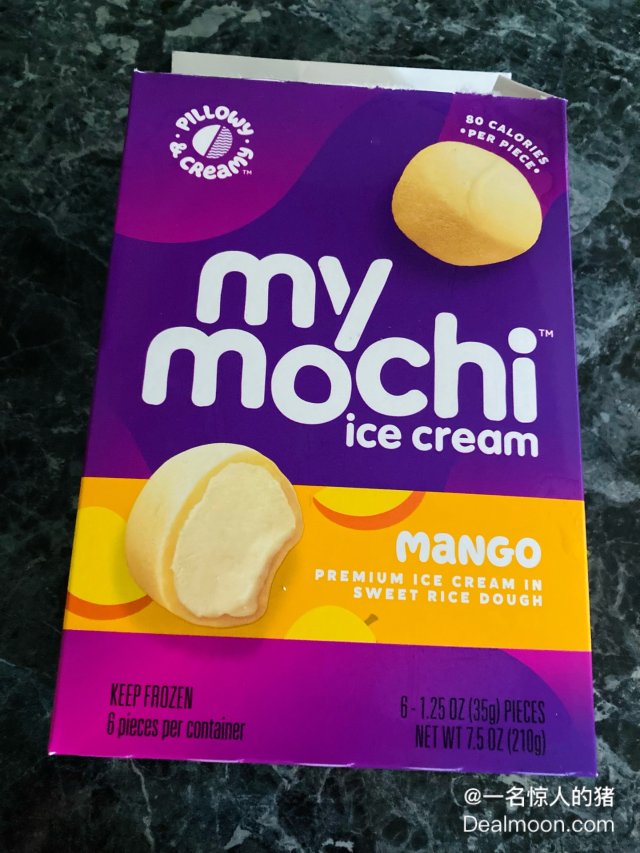 PILLOWY & CREAMY™
80 CALORIES
• PER PIECE •
my
mochi™
ice cream
MANGO
PREMIUM ICE CREAM IN
SWEET RICE DOUGH
KEEP FROZEN
6 pieces per container
6 - 1.25 OZ (35g) PIECES
NET WT 7.5 OZ (210g)
@一名惊人的猪
Dealmoon.com